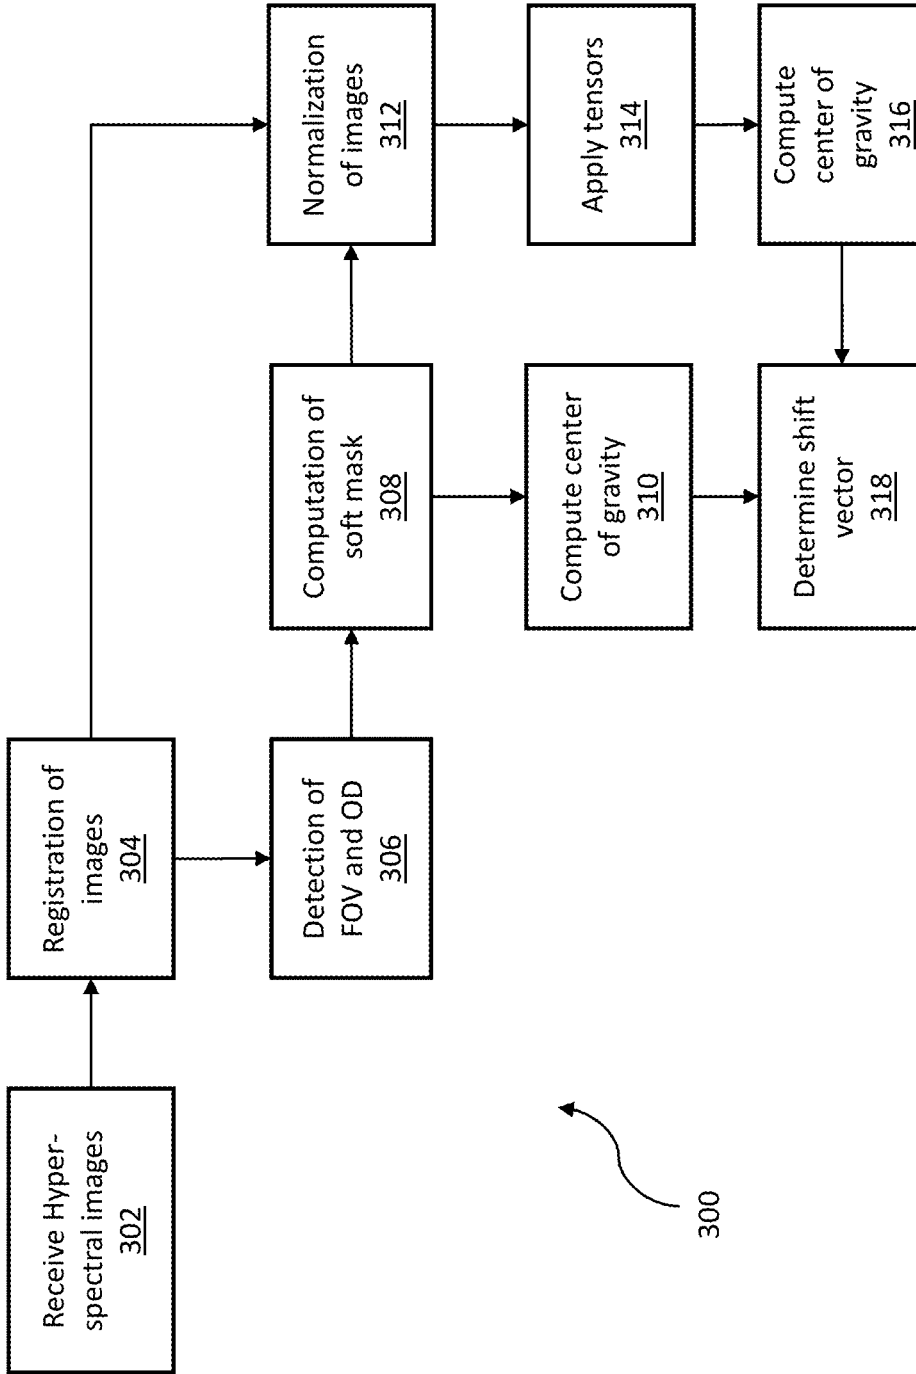 Receive Hyper-
spectral images
302
Registration of
images
304
Detection of
FOV and OD
306
Computation of
soft mask
308
Normalization
of images
312
Compute center
of gravity
310
Apply tensors
314
Determine shift
vector
318
Compute
center of
gravity
316
300